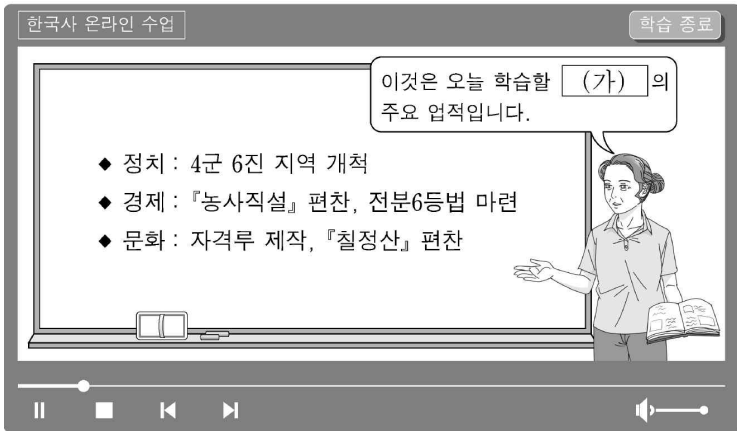 한국사 온라인 수업
학습 종료
이것은 오늘 학습할 (가) 의
주요 업적입니다.
◆ 정치 : 4군 6진 지역 개척
◆ 경제 : 『농사직설』 편찬, 전분6등법 마련
◆ 문화 : 자격루 제작, 『칠정산』 편찬